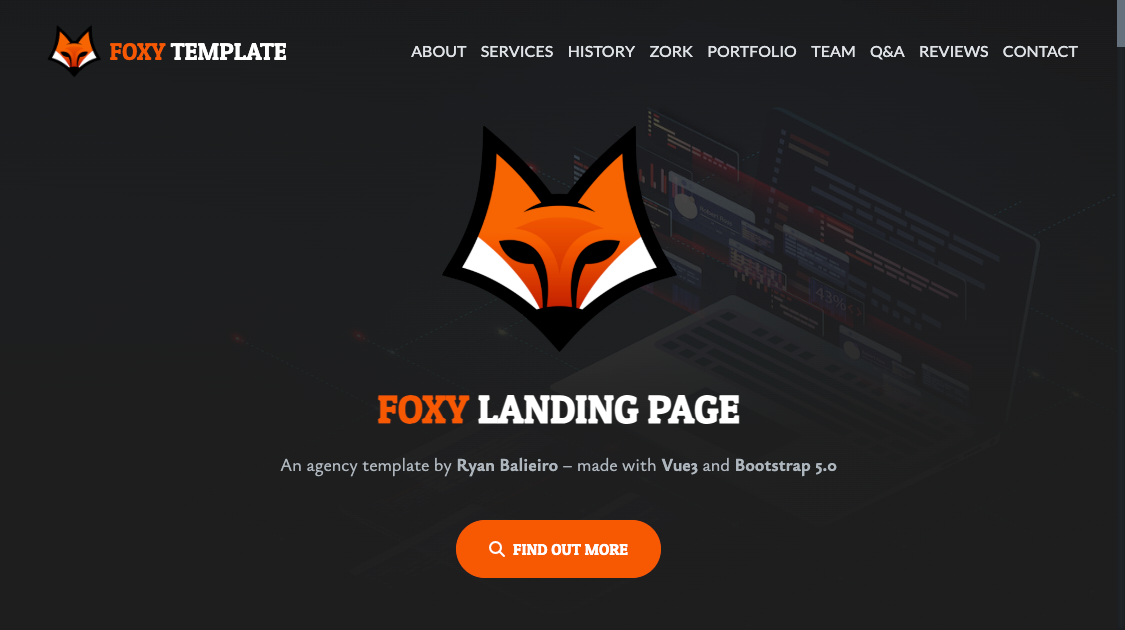 FOXY TEMPLATE
ABOUT SERVICES HISTORY ZORK PORTFOLIO TEAM Q&A REVIEWS CONTACT
43%
FOXY LANDING PAGE
An agency template by Ryan Balieiro – made with Vue3 and Bootstrap 5.0
FIND OUT MORE